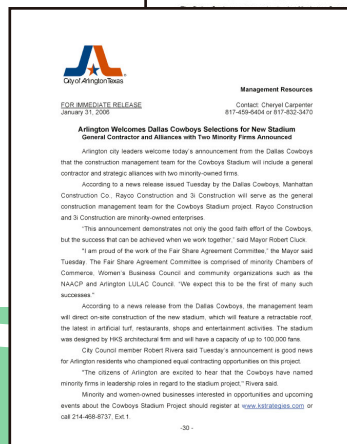 City of Arlington Texas
Management Resources
FOR IMMEDIATE RELEASE
Contact: Cheryel Carpenter
January 31, 2006
817-459-6404 or 817-832-3470
Arlington Welcomes Dallas Cowboys Selections for New Stadium
General Contractor and Alliances with Two Minority Firms Announced
Arlington city leaders welcome today's announcement from the Dallas Cowboys
that the construction management team for the Cowboys Stadium will include a general
contractor and strategic alliances with two minority-owned firms.
According to a news release issued Tuesday by the Dallas Cowboys, Manhattan
Construction Co., Rayco Construction and 3i Construction will serve as the general
construction management team for the Cowboys Stadium project. Rayco Construction
and 3i Construction are minority-owned enterprises.
"This announcement demonstrates not only the good faith effort of the Cowboys,
but the success that can be achieved when we work together," said Mayor Robert Cluck.
"I am proud of the work of the Fair Share Agreement Committee," the Mayor said
Tuesday. The Fair Share Agreement Committee is comprised of minority Chambers of
Commerce, Women's Business Council and community organizations such as the
NAACP and Arlington LULAC Council. "We expect this to be the first of many such
successes."
According to a news release from the Dallas Cowboys, the management team
will direct on-site construction of the new stadium, which will feature a retractable roof,
the latest in artificial turf, restaurants, shops and entertainment activities. The stadium
was designed by HKS architectural firm and will have a capacity of up to 100,000 fans.
City Council member Robert Rivera said Tuesday's announcement is good news
for Arlington residents who championed equal contracting opportunities on this project.
"The citizens of Arlington are excited to hear that the Cowboys have named
minority firms in leadership roles in regard to the stadium project," Rivera said.
Minority and women-owned businesses interested in opportunities and upcoming
events about the Cowboys Stadium Project should register at www.kstrategies.com or
call 214-468-8737, Ext.1.
-30-